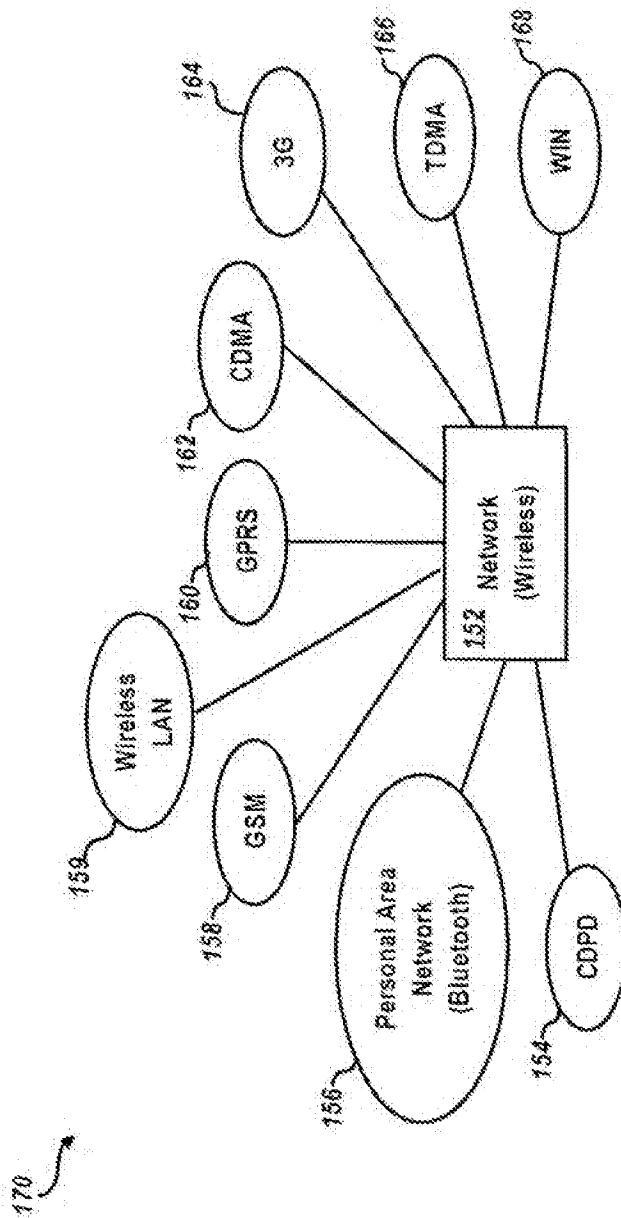 170
159
Wireless
LAN
160
GPRS
162
CDMA
164
3G
158
GSM
166
TDMA
156
Personal Area
Network
(Bluetooth)
168
WIN
154
CDPD
152
Network
(Wireless)